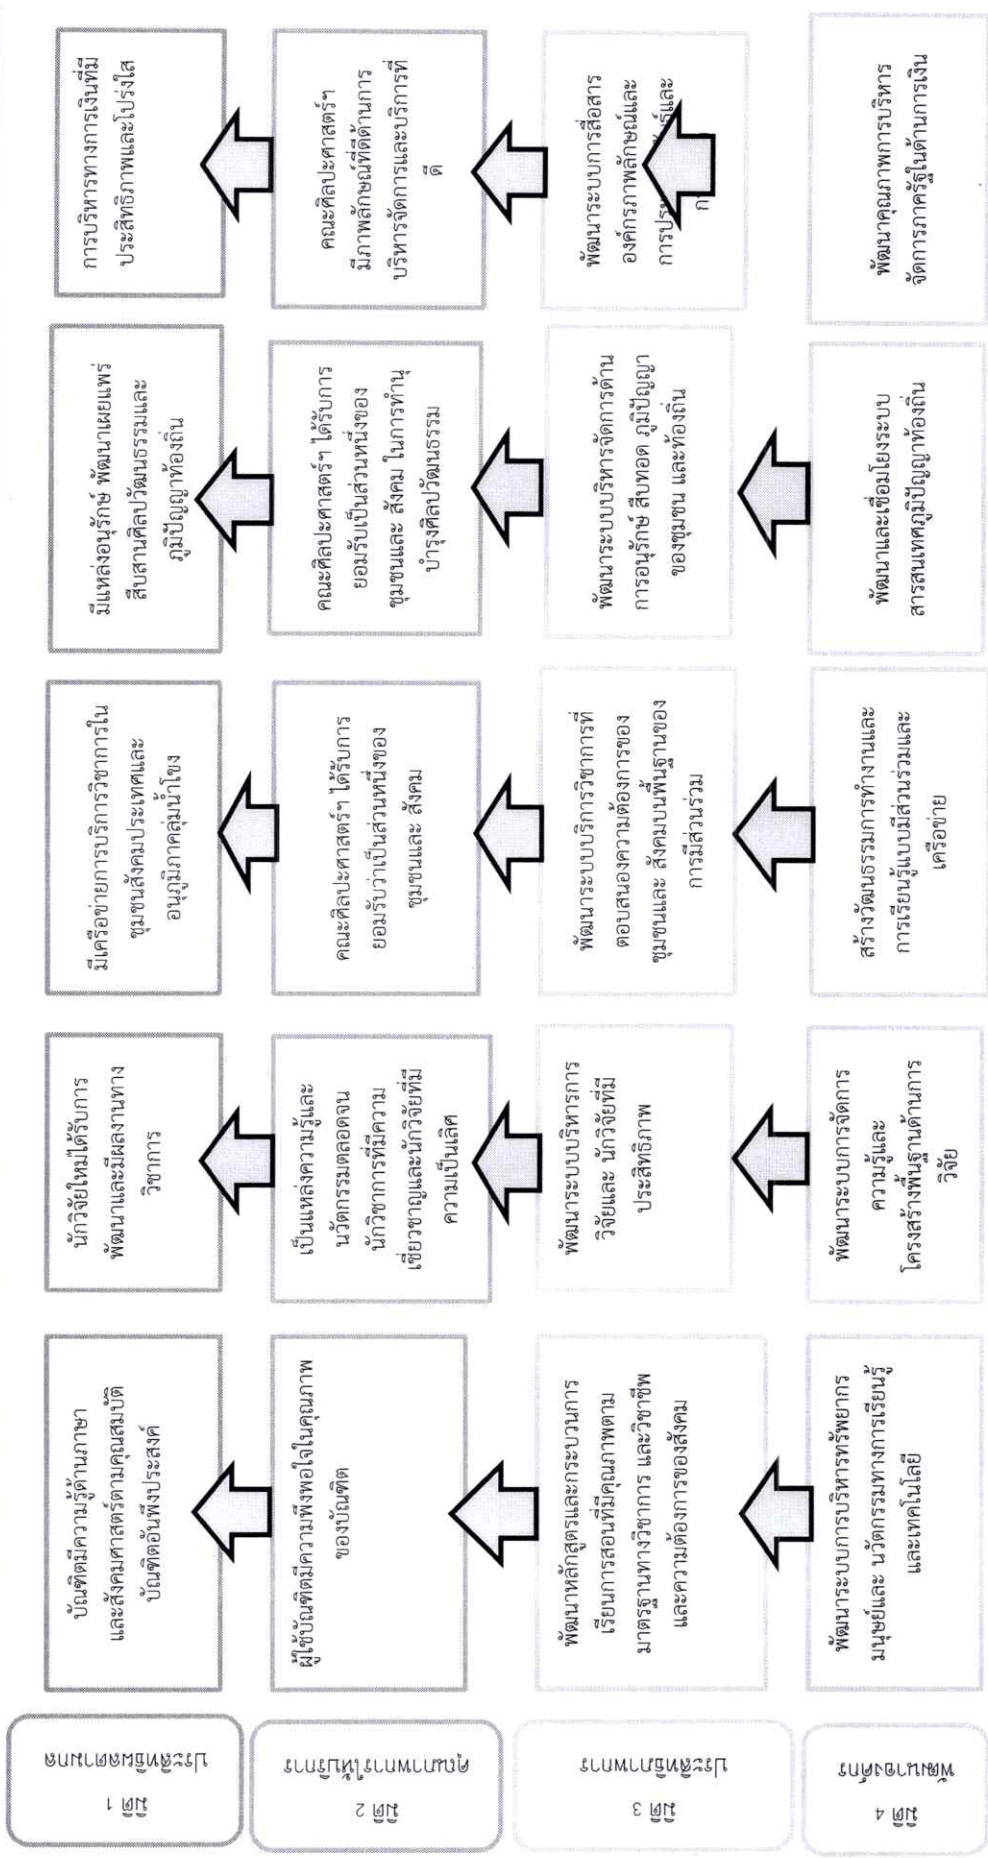 มิติ 1
ประสิทธิผลตามกล
บัณฑิตมีความรู้ด้านภาษา
และสังคมศาสตร์ตามคุณสมบัติ
บัณฑิตอันพึงประสงค์
นักวิจัยใหม่ได้รับการ
พัฒนาและมีผลงานทาง
วิชาการ
มีเครือข่ายการบริการวิชาการใน
ชุมชนสังคมประเทศและ
อนุภูมิภาคลุ่มน้ำโขง
มีแหล่งอนุรักษ์ พัฒนาเผยแพร่
สืบสานศิลปวัฒนธรรมและ
ภูมิปัญญาท้องถิ่น
การบริหารทางการเงินที่มี
ประสิทธิภาพและโปร่งใส
มิติ 2
คุณภาพการให้บริการ
ผู้ใช้บัณฑิตมีความพึงพอใจในคุณภาพ
ของบัณฑิต
เป็นแหล่งความรู้และ
นวัตกรรมตลอดจน
นักวิชาการที่มีความ
เชี่ยวชาญและนักวิจัยที่มี
ความเป็นเลิศ
คณะศิลปะศาสตร์ฯ ได้รับการ
ยอมรับว่าเป็นส่วนหนึ่งของ
ชุมชนและ สังคม
คณะศิลปะศาสตร์ฯ ได้รับการ
ยอมรับเป็นส่วนหนึ่งของ
ชุมชนและ สังคม ในการทำนุ
บำรุงศิลปวัฒนธรรม
คณะศิลปะศาสตร์ฯ
มีภาพลักษณ์ที่ดีด้านการ
บริหารจัดการและบริการที่
ดี
มิติ 3
ประสิทธิภาพการ
พัฒนาหลักสูตรและกระบวนการ
เรียนการสอนที่มีคุณภาพตาม
มาตรฐานทางวิชาการ และวิชาชีพ
และความต้องการของสังคม
พัฒนาระบบบริหารการ
วิจัยและ นักวิจัยที่มี
ประสิทธิภาพ
พัฒนาระบบบริการวิชาการที่
ตอบสนองความต้องการของ
ชุมชนและ สังคมบนพื้นฐานของ
การมีส่วนร่วม
พัฒนาระบบบริหารจัดการด้าน
การอนุรักษ์ สืบทอด ภูมิปัญญา
ของชุมชน และท้องถิ่น
พัฒนาระบบการสื่อสาร
องค์กรภาพลักษณ์และ
มิติ 4
พัฒนาองค์กร
พัฒนาระบบการบริหารทรัพยากร
มนุษย์และ นวัตกรรมทางการเรียนรู้
และเทคโนโลยี
พัฒนาระบบการจัดการ
ความรู้และ
โครงสร้างพื้นฐานด้านการ
วิจัย
สร้างวัฒนธรรมการทำงานและ
การเรียนรู้แบบมีส่วนร่วมและ
เครือข่าย
พัฒนาและเชื่อมโยงระบบ
สารสนเทศภูมิปัญญาท้องถิ่น
พัฒนาคุณภาพการบริหาร
จัดการภาครัฐในด้านการเงิน